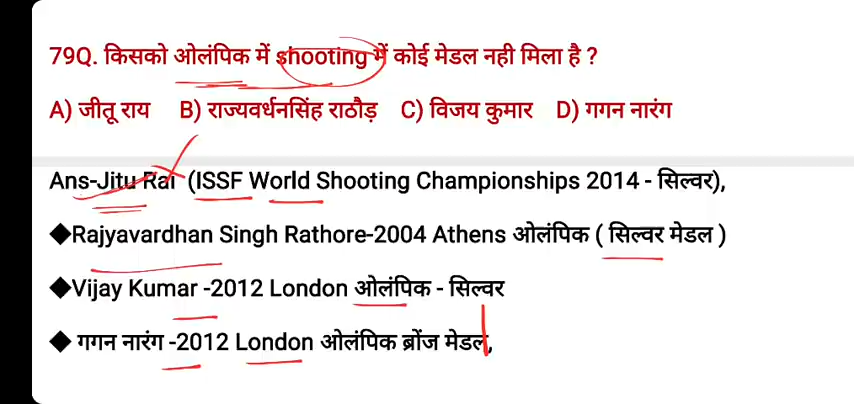 79Q. किसको ओलंपिक में shooting में कोई मेडल नही मिला है ?
A) जीतू राय B) राज्यवर्धनसिंह राठौड़ C) विजय कुमार D) गगन नारंग
Ans-Jitu Rai (ISSF World Shooting Championships 2014 - सिल्वर),
◆Rajyavardhan Singh Rathore-2004 Athens ओलंपिक ( सिल्वर मेडल )
◆Vijay Kumar -2012 London ओलंपिक - सिल्वर
◆ गगन नारंग -2012 London ओलंपिक ब्रोंज मेडल,